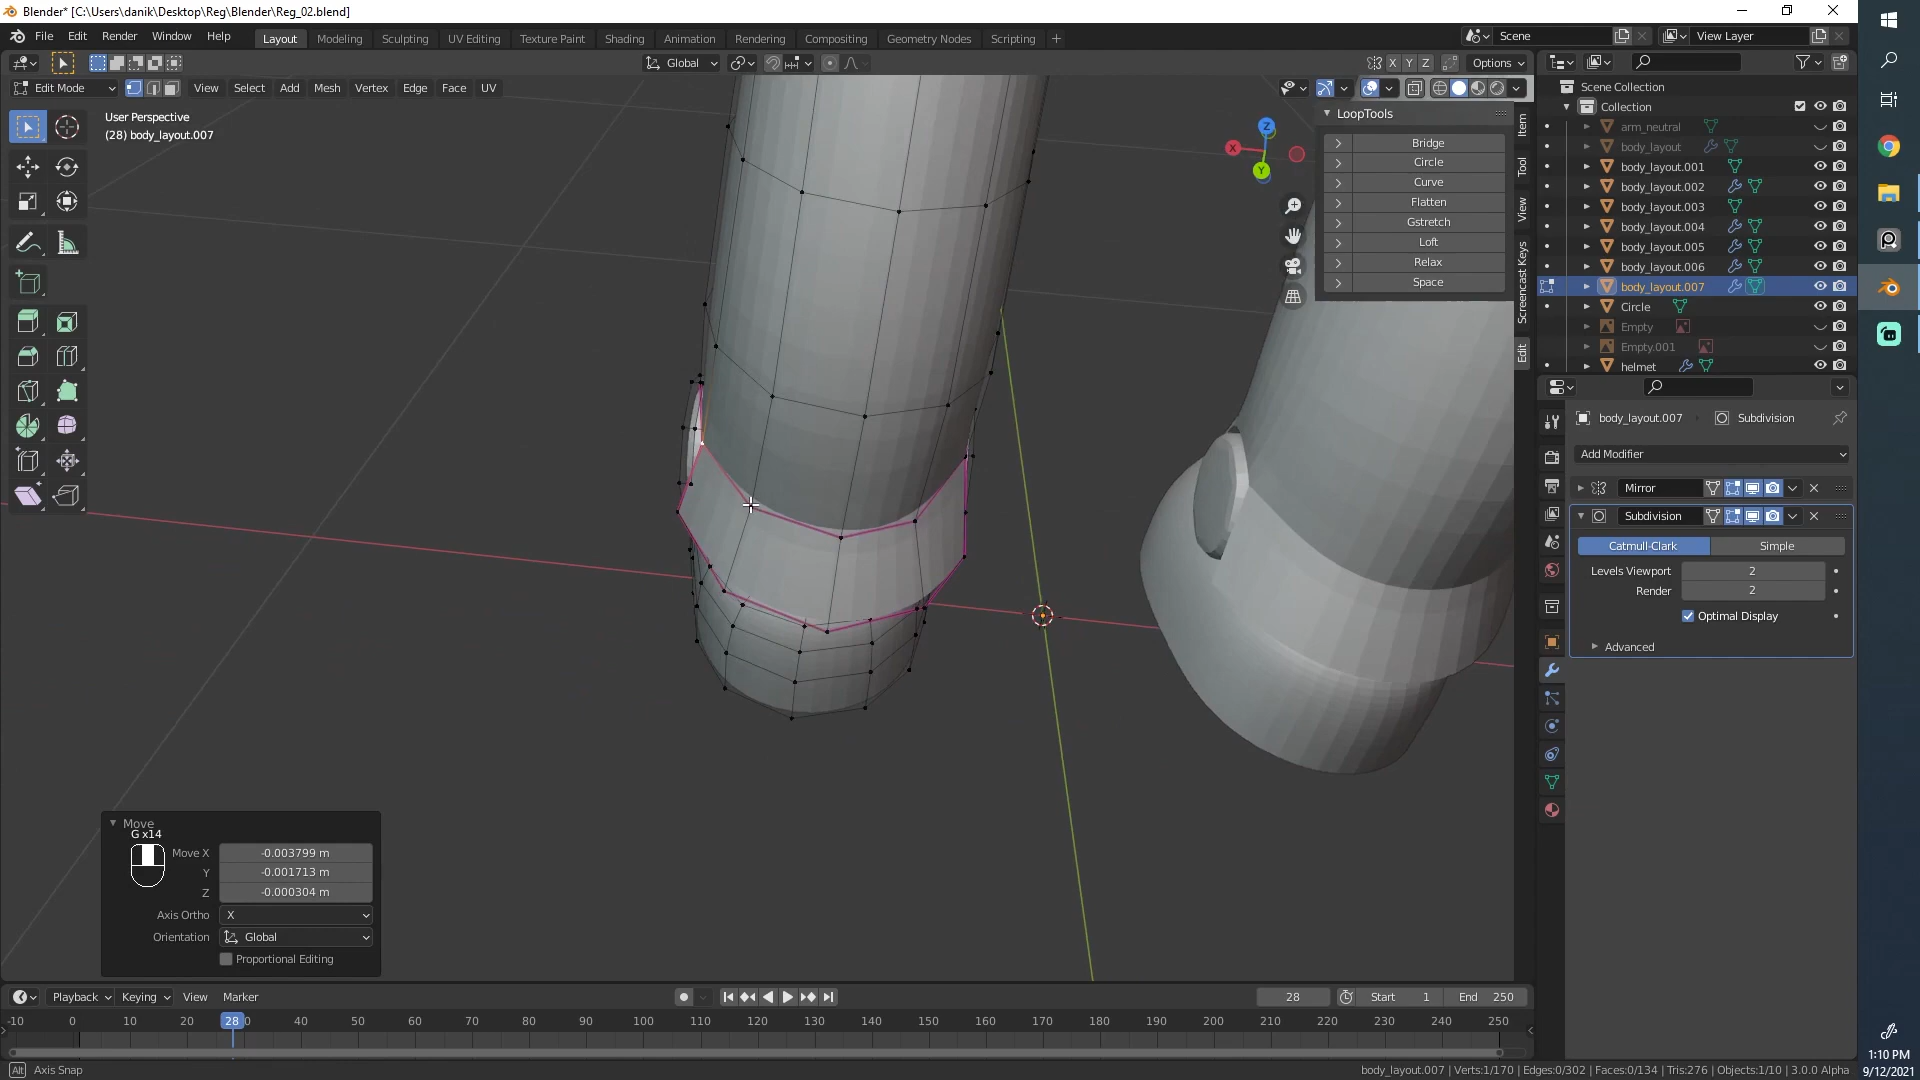 Blender* [C:\Users\danik\Desktop\Reg\Blender\Reg_02.blend]
File Edit Render Window Help
Layout Modeling Sculpting UV Editing Texture Paint Shading Animation Rendering Compositing Geometry Nodes Scripting +
Scene
View Layer
Global
X Y Z
Options
Edit Mode
View Select Add Mesh Vertex Edge Face UV
User Perspective
(28) body_layout.007
Z
X
Y
LoopTools
Bridge
Circle
Curve
Flatten
Gstretch
Loft
Relax
Space
Item
Tool
View
Screencast Keys
Edit
Scene Collection
Collection
arm_neutral
body_layout
body_layout.001
body_layout.002
body_layout.003
body_layout.004
body_layout.005
body_layout.006
body_layout.007
Circle
Empty
Empty.001
helmet
body_layout.007
Subdivision
Add Modifier
Mirror
Subdivision
Catmull-Clark
Simple
Levels Viewport 2
Render 2
Optimal Display
Advanced
Move
G x14
Move X -0.003799 m
Y -0.001713 m
Z -0.000304 m
Axis Ortho X
Orientation Global
Proportional Editing
Playback Keying View Marker
28
Start 1
End 250
-10 0 10 20 28 0 40 50 60 70 80 90 100 110 120 130 140 150 160 170 180 190 200 210 220 230 240 250
Alt Axis Snap
body_layout.007 | Verts:1/170 | Edges:0/302 | Faces:0/134 | Tris:276 | Objects:1/10 | 3.0.0 Alpha
1:10 PM
9/12/2021